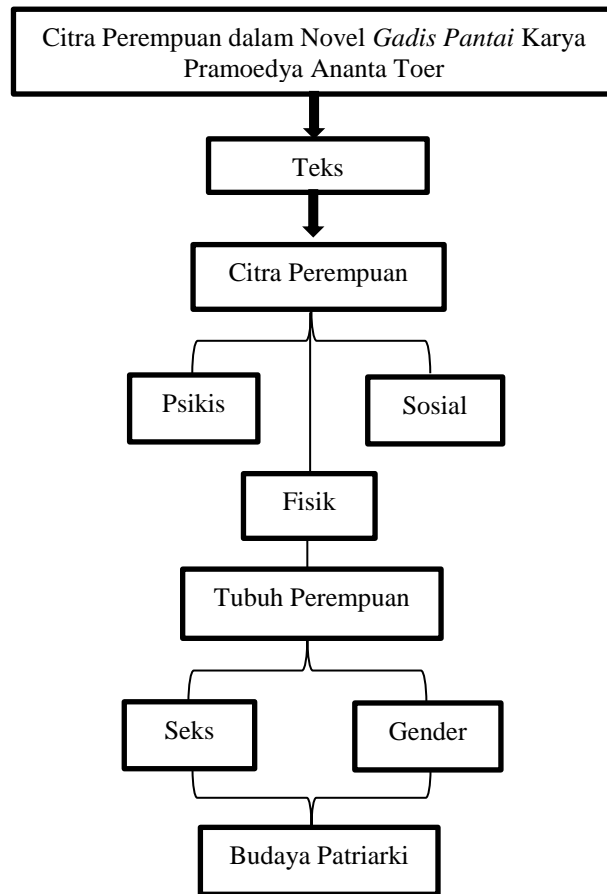 Citra Perempuan dalam Novel Gadis Pantai Karya
Pramoedya Ananta Toer
Teks
Citra Perempuan
Psikis
Sosial
Fisik
Tubuh Perempuan
Seks
Gender
Budaya Patriarki